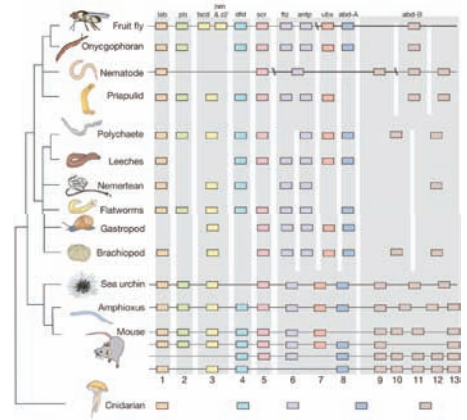 zen
& z2
lab pb bcd dfd scr ftz antp ubx abd-A abd-B
Fruit fly
Onycgophoran
Nematode
Priapulid
Polychaete
Leeches
Nemertean
Flatworms
Gastropod
Brachiopod
Sea urchin
Amphioxus
Mouse
1 2 3 4 5 6 7 8 9 10 11 12 13
Cnidarian